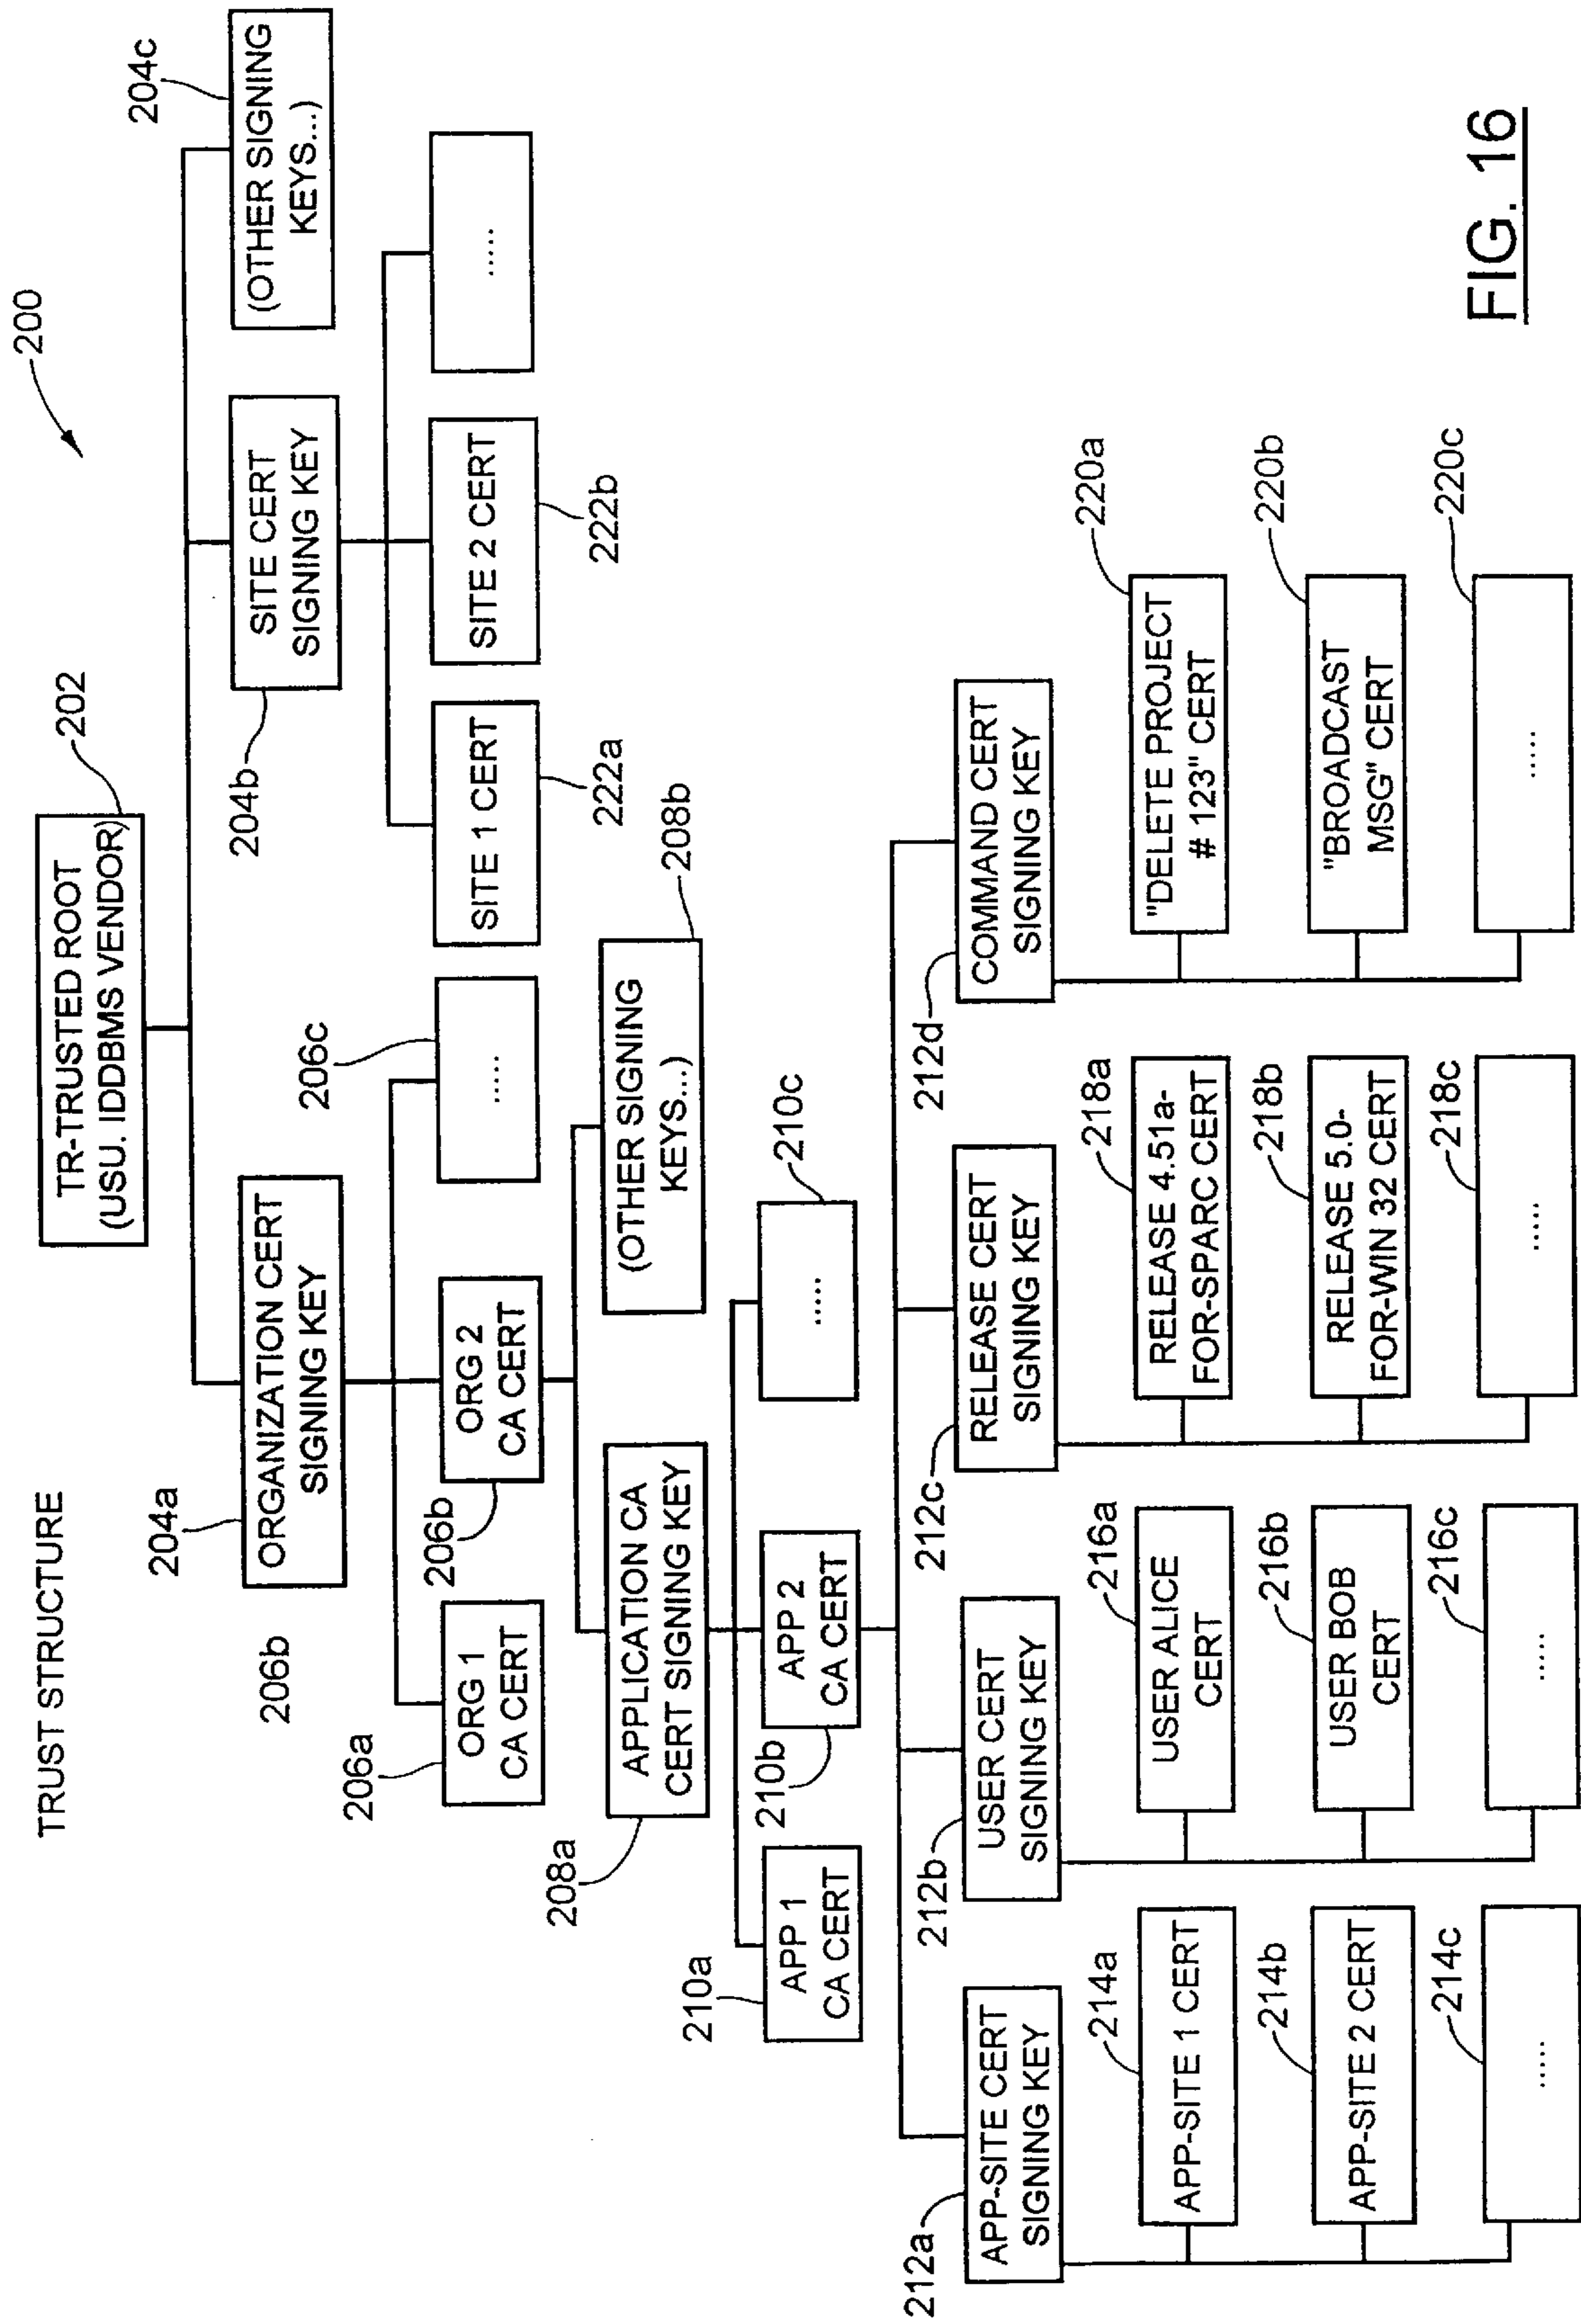 TRUST STRUCTURE
200
TR-TRUSTED ROOT
(USU. IDDBMS VENDOR)
202
204a
ORGANIZATION CERT
SIGNING KEY
204b
SITE CERT
SIGNING KEY
204c
(OTHER SIGNING
KEYS...)
206b
206a
ORG 1
CA CERT
206b
ORG 2
CA CERT
206c
.....
SITE 1 CERT
222a
SITE 2 CERT
222b
.....
208a
APPLICATION CA
CERT SIGNING KEY
(OTHER SIGNING
KEYS...)
208b
210a
APP 1
CA CERT
210b
APP 2
CA CERT
210c
.....
212a
APP-SITE CERT
SIGNING KEY
212b
USER CERT
SIGNING KEY
212c
RELEASE CERT
SIGNING KEY
212d
COMMAND CERT
SIGNING KEY
214a
APP-SITE 1 CERT
214b
APP-SITE 2 CERT
214c
.....
216a
USER ALICE
CERT
216b
USER BOB
CERT
216c
.....
218a
RELEASE 4.51a-
FOR-SPARC CERT
218b
RELEASE 5.0-
FOR-WIN 32 CERT
218c
.....
220a
"DELETE PROJECT
# 123" CERT
220b
"BROADCAST
MSG" CERT
220c
.....
FIG. 16